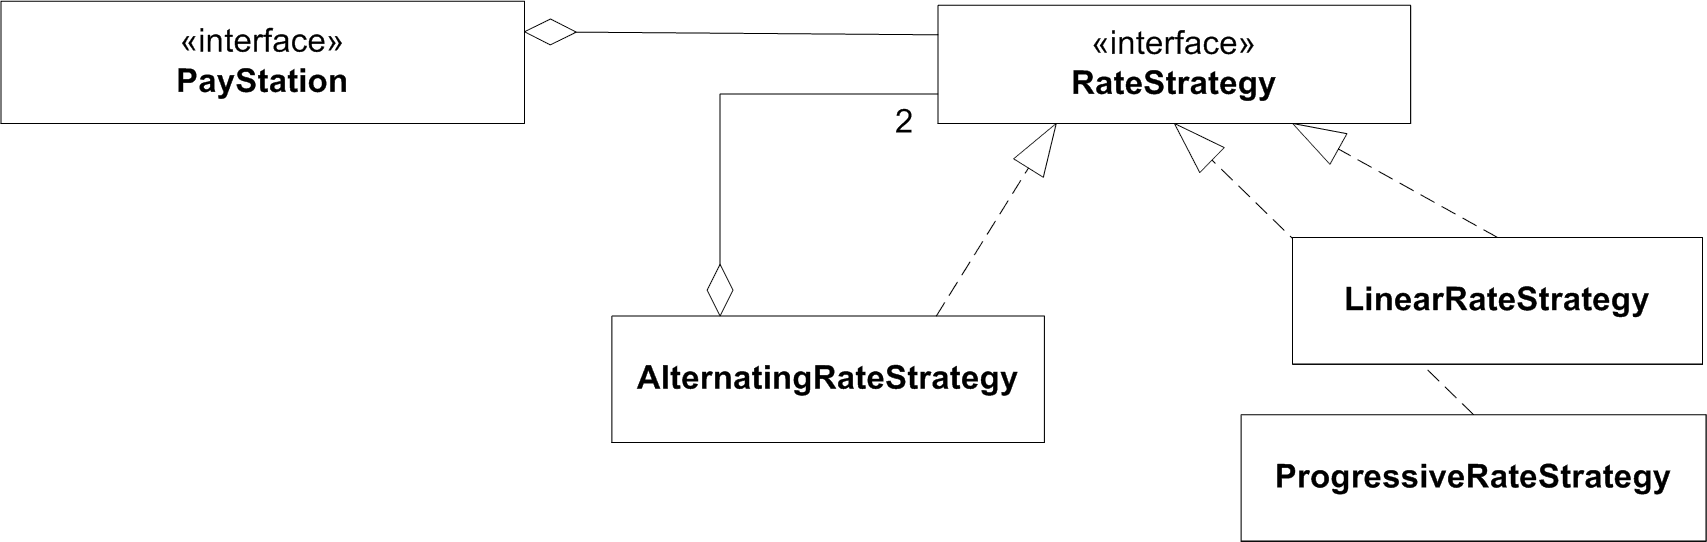 «interface»
PayStation
«interface»
RateStrategy
2
LinearRateStrategy
AlternatingRateStrategy
ProgressiveRateStrategy